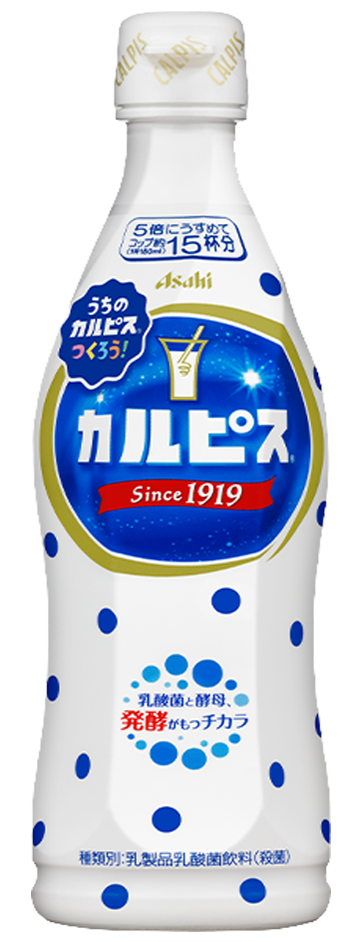 CALPIS CALPIS CALPIS
5倍にうすめて
コップ約15杯分
(1杯180mL)
Asahi
うちの
カルピス®
つくろう!
カルピス®
Since 1919
乳酸菌と酵母、
発酵がもつチカラ
種類別:乳製品乳酸菌飲料(殺菌)